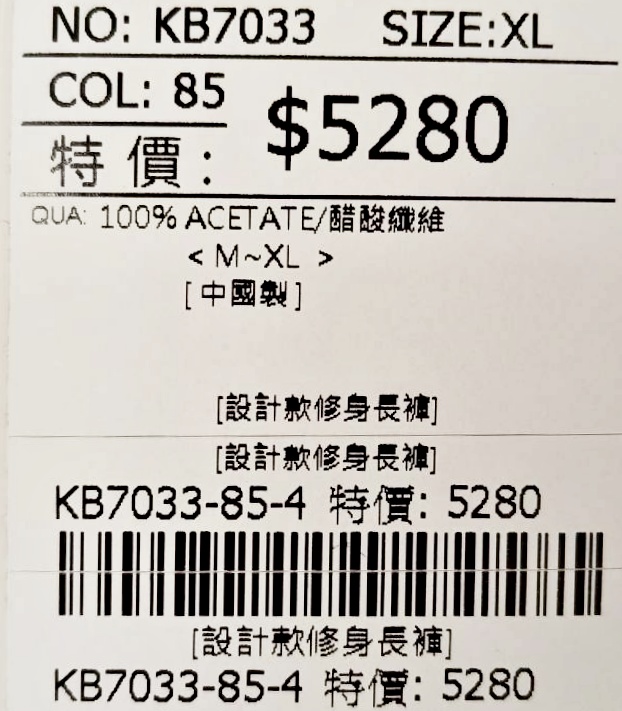 NO: KB7033 SIZE:XL
COL: 85
特 價: $5280
QUA: 100% ACETATE/醋酸纖維
< M~XL >
[ 中國製 ]
[設計款修身長褲]
[設計款修身長褲]
KB7033-85-4 特價: 5280
[設計款修身長褲]
KB7033-85-4 特價: 5280